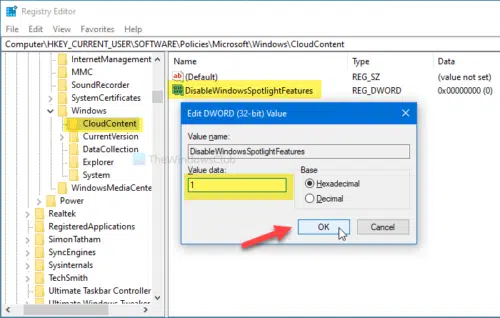 Registry Editor
File Edit View Favorites Help
Computer\HKEY_CURRENT_USER\SOFTWARE\Policies\Microsoft\Windows\CloudContent
InternetManagement
MMC
SoundRecorder
SystemCertificates
Windows
CloudContent
CurrentVersion
DataCollection
Explorer
System
WindowsMediaCent
Power
Realtek
RegisteredApplications
SimonTatham
SyncEngines
Sysinternals
TechSmith
Ultimate Taskbar Controller
Ultimate Windows Tweaker
Name Type Data
(Default) REG_SZ (value not set)
DisableWindowsSpotlightFeatures REG_DWORD 0x00000000 (0)
Edit DWORD (32-bit) Value
Value name:
DisableWindowsSpotlightFeatures
Value data: Base
1 Hexadecimal
Decimal
OK Cancel
TheWindowsClub